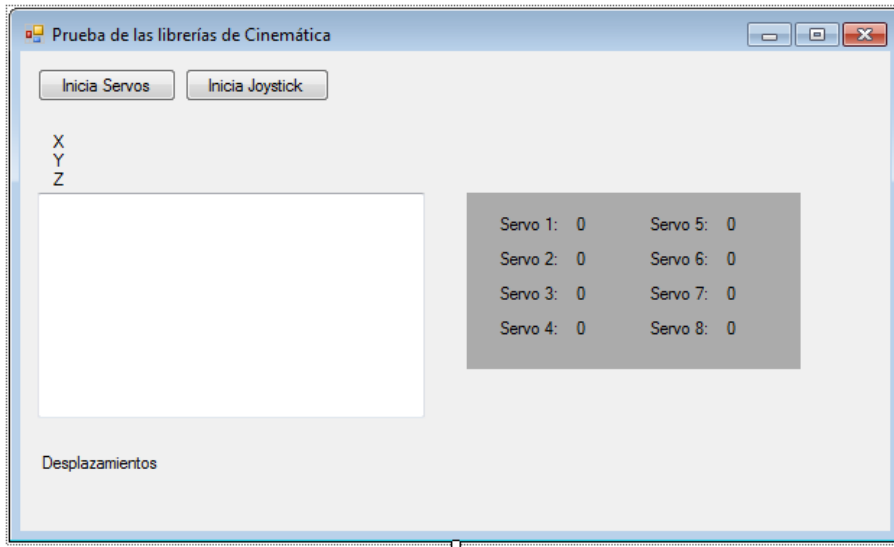 Prueba de las librerías de Cinemática
Inicia Servos Inicia Joystick
X
Y
Z
Servo 1: 0 Servo 5: 0
Servo 2: 0 Servo 6: 0
Servo 3: 0 Servo 7: 0
Servo 4: 0 Servo 8: 0
Desplazamientos